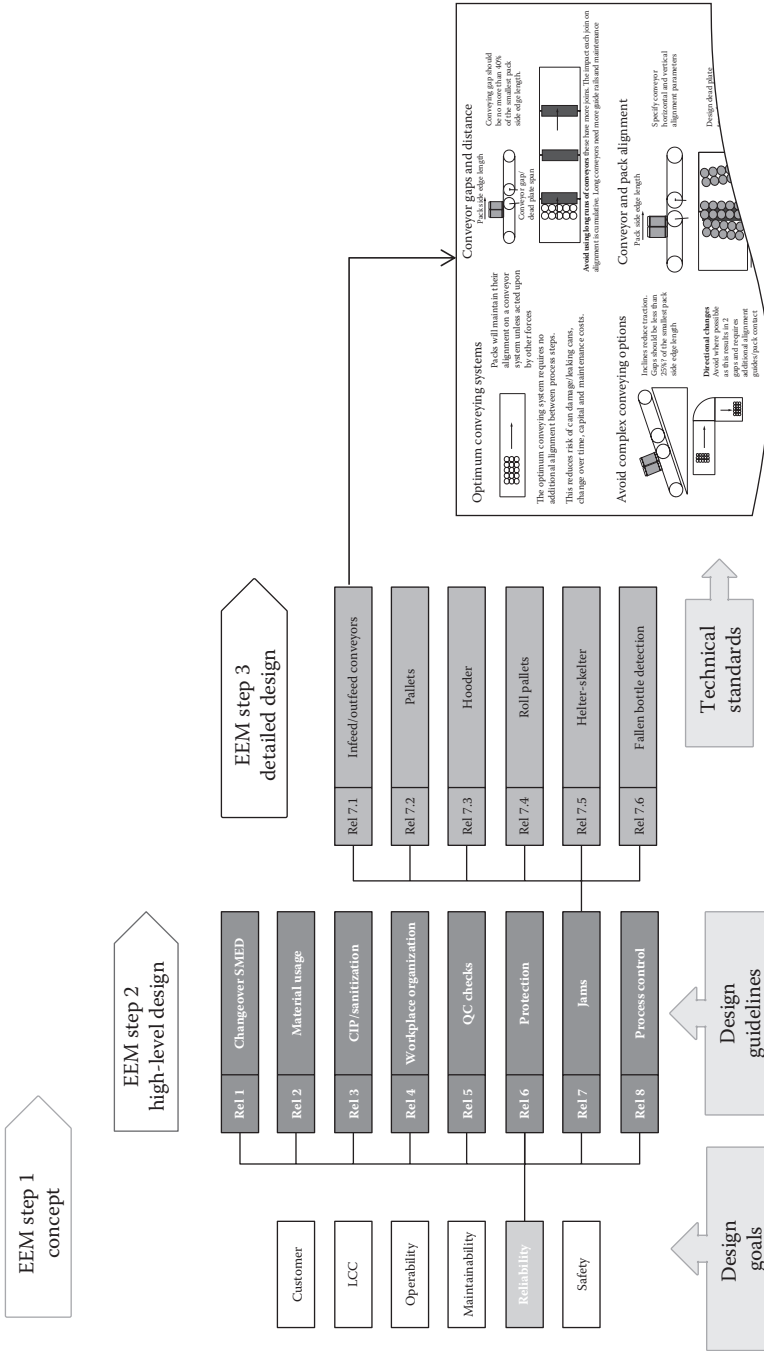 EEM step 1
concept
EEM step 2
high-level design
EEM step 3
detailed design
Customer
LCC
Operability
Maintainability
Reliability
Safety
Rel 1
Changeover SMED
Rel 2
Material usage
Rel 3
CIP/sanitization
Rel 4
Workplace organization
Rel 5
QC checks
Rel 6
Protection
Rel 7
Jams
Rel 8
Process control
Rel 7.1
Infeed/outfeed conveyors
Rel 7.2
Pallets
Rel 7.3
Hooder
Rel 7.4
Roll pallets
Rel 7.5
Helter-skelter
Rel 7.6
Fallen bottle detection
Design
goals
Design
guidelines
Technical
standards
Optimum conveying systems
Packs will maintain their
alignment on a conveyor
system unless acted upon
by other forces
The optimum conveying system requires no
additional alignment between process steps.
This reduces risk of can damage/leaking cans,
change over time, capital and maintenance costs.
Conveyor gaps and distance
Pack side edge length
Conveying gap should
be no more than 40%
of the smallest pack
side edge length.
Conveyor gap/
dead plate span
Avoid using long runs of conveyors these have more joins. The impact each join on
alignment is cumulative. Long conveyors need more guide rails and maintenance
Avoid complex conveying options
Inclines reduce traction.
Gaps should be less than
25%? of the smallest pack
side edge length
Directional changes
Avoid where possible
as this results in 2
gaps and requires
additional alignment
guides/pack contact
Conveyor and pack alignment
Pack side edge length
Specify conveyor
horizontal and vertical
alignment parameters
Design dead plate